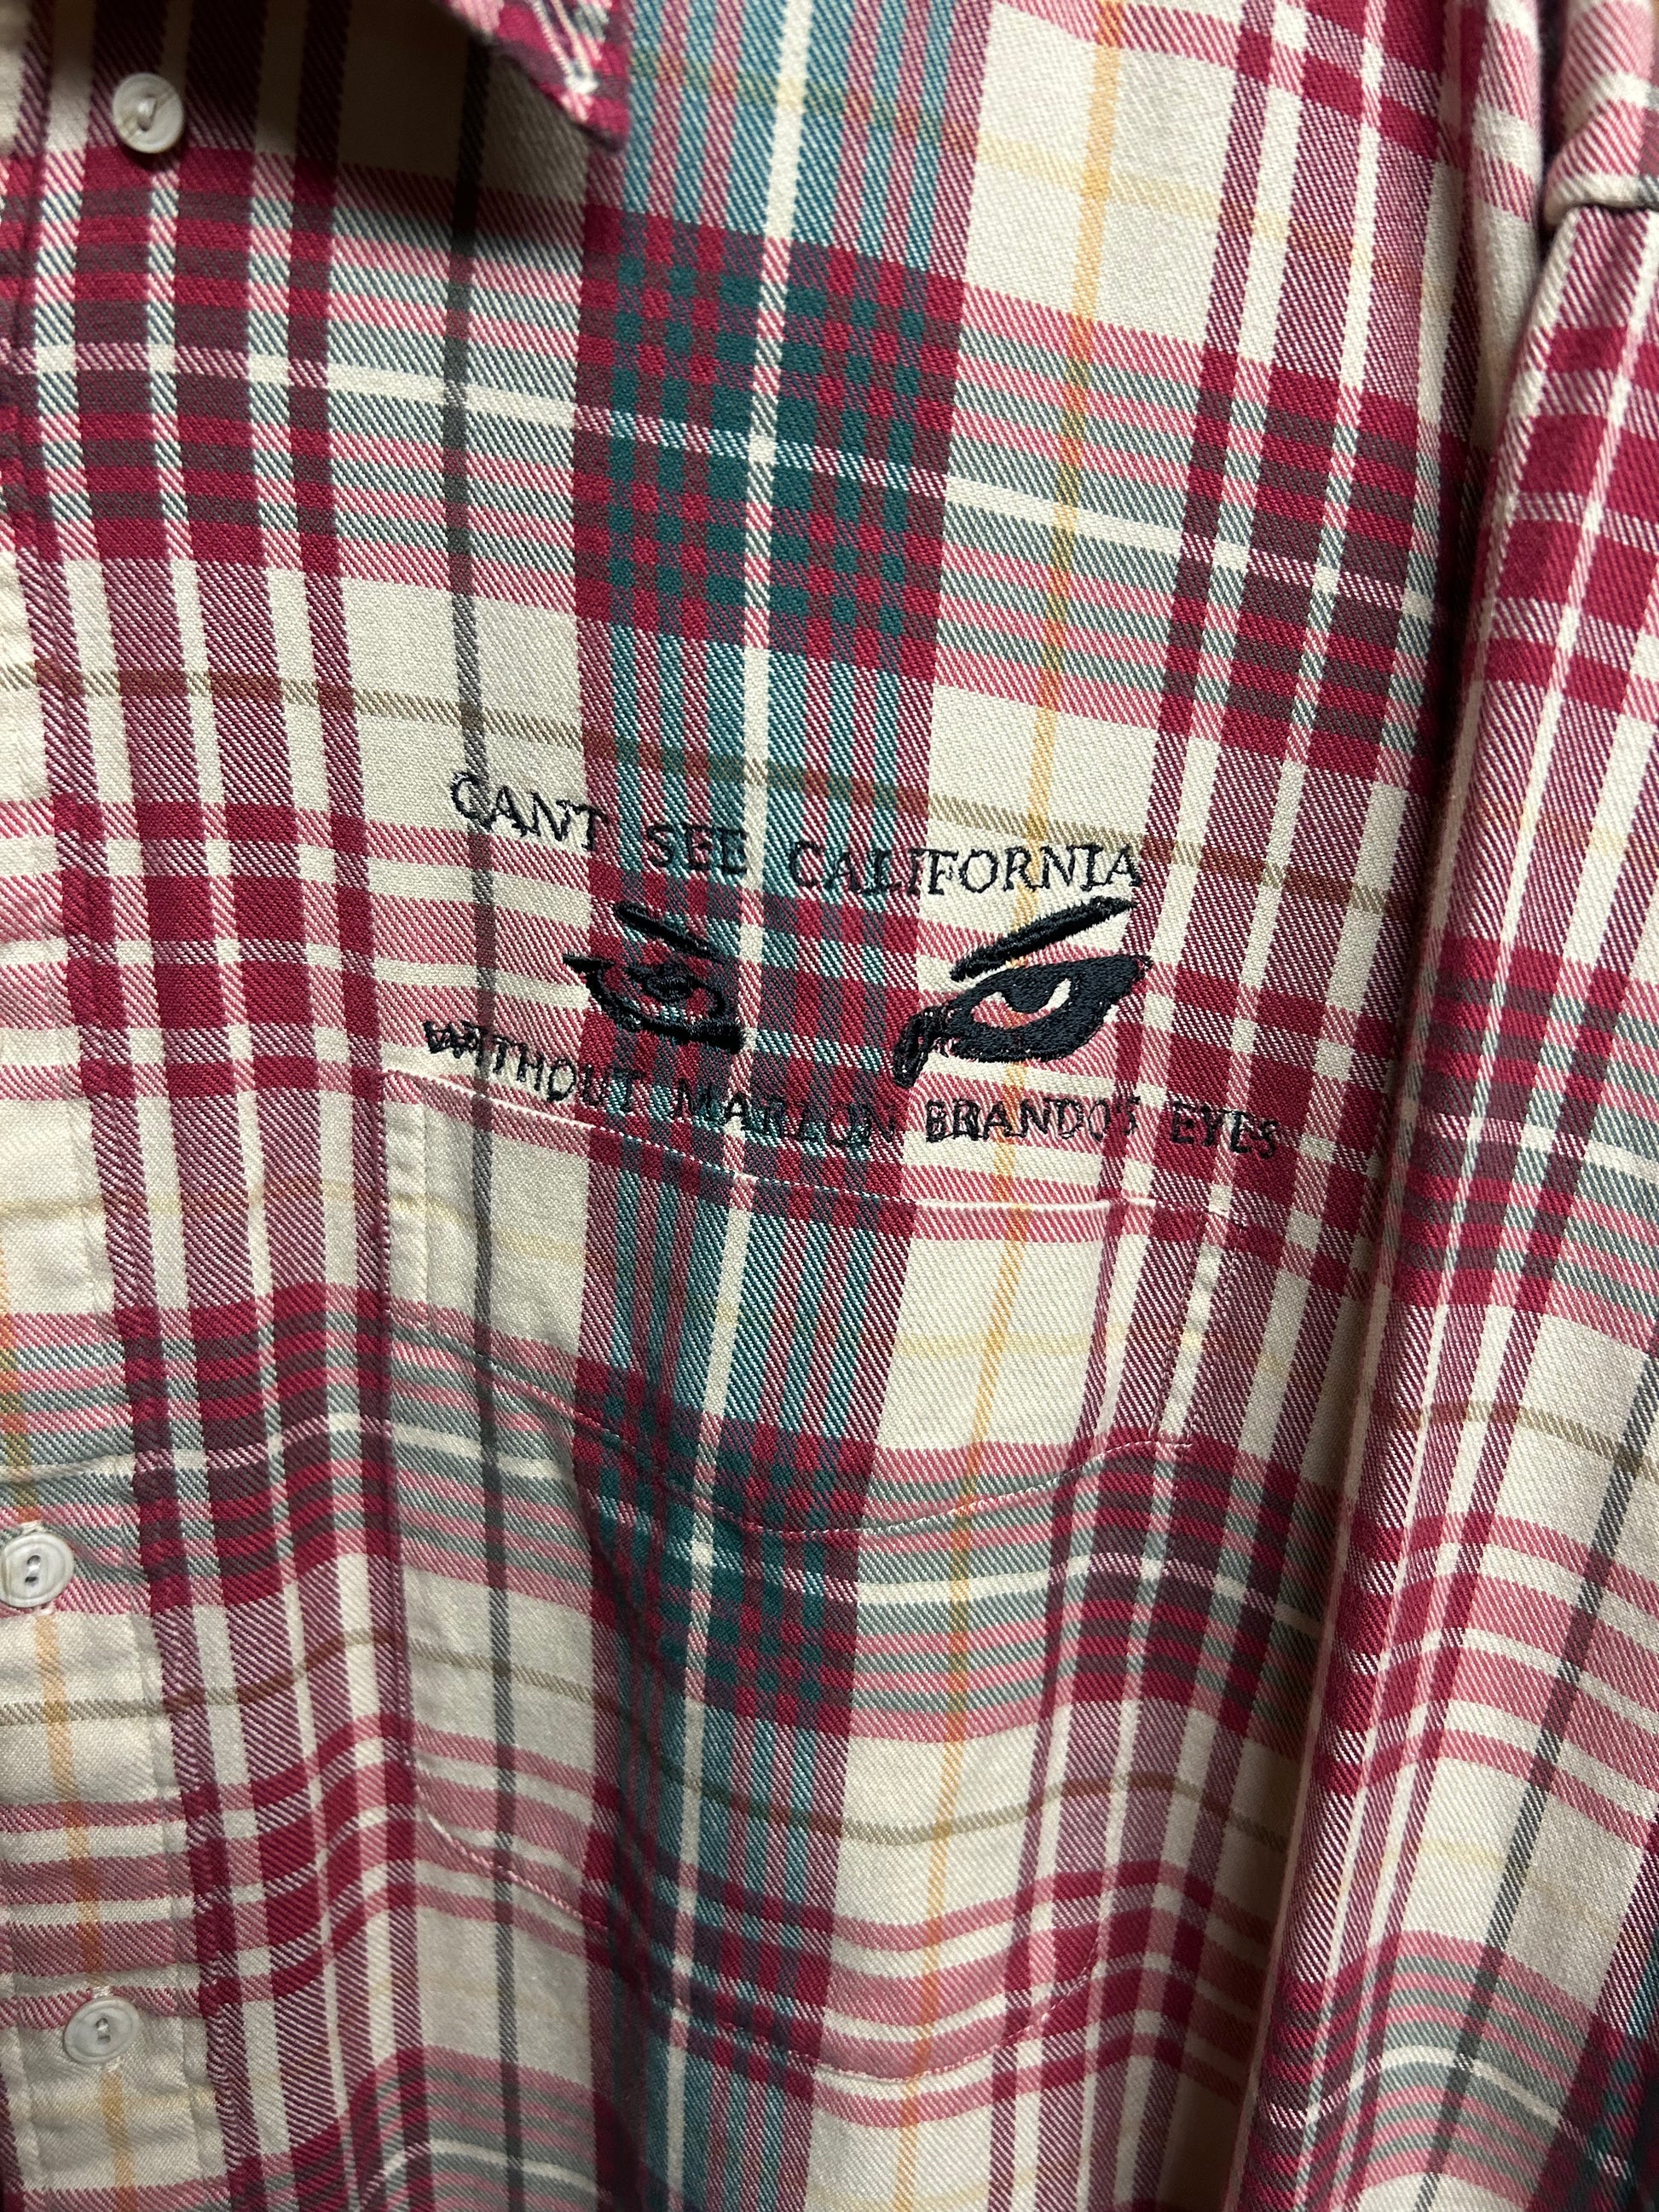 CANT SEE CALIFORNIA
WITHOUT MARLON BRANDO'S EYES